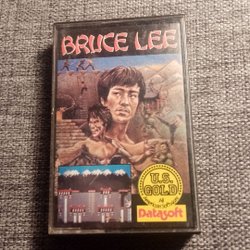 BRUCE LEE
U.S.
GOLD
Datasoft